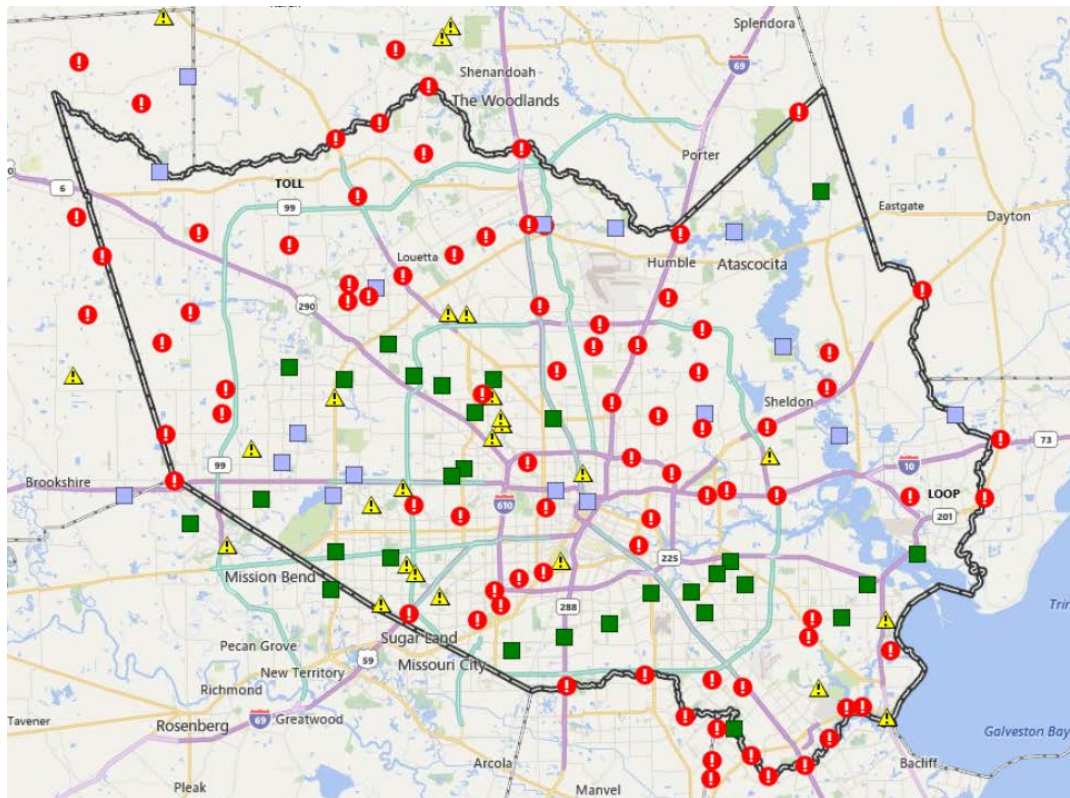 Splendora
69
Shenandoah
The Woodlands
Porter
6
TOLL
99
Eastgate
Dayton
Louetta
Humble
Atascocita
290
Sheldon
73
99
10
Brookshire
610
LOOP
201
225
Mission Bend
288
Sugar Land
Pecan Grove
59
Missouri City
New Territory
Richmond
Tavener
Rosenberg
69
Greatwood
Galveston Bay
Arcola
Bacliff
Pleak
Manvel